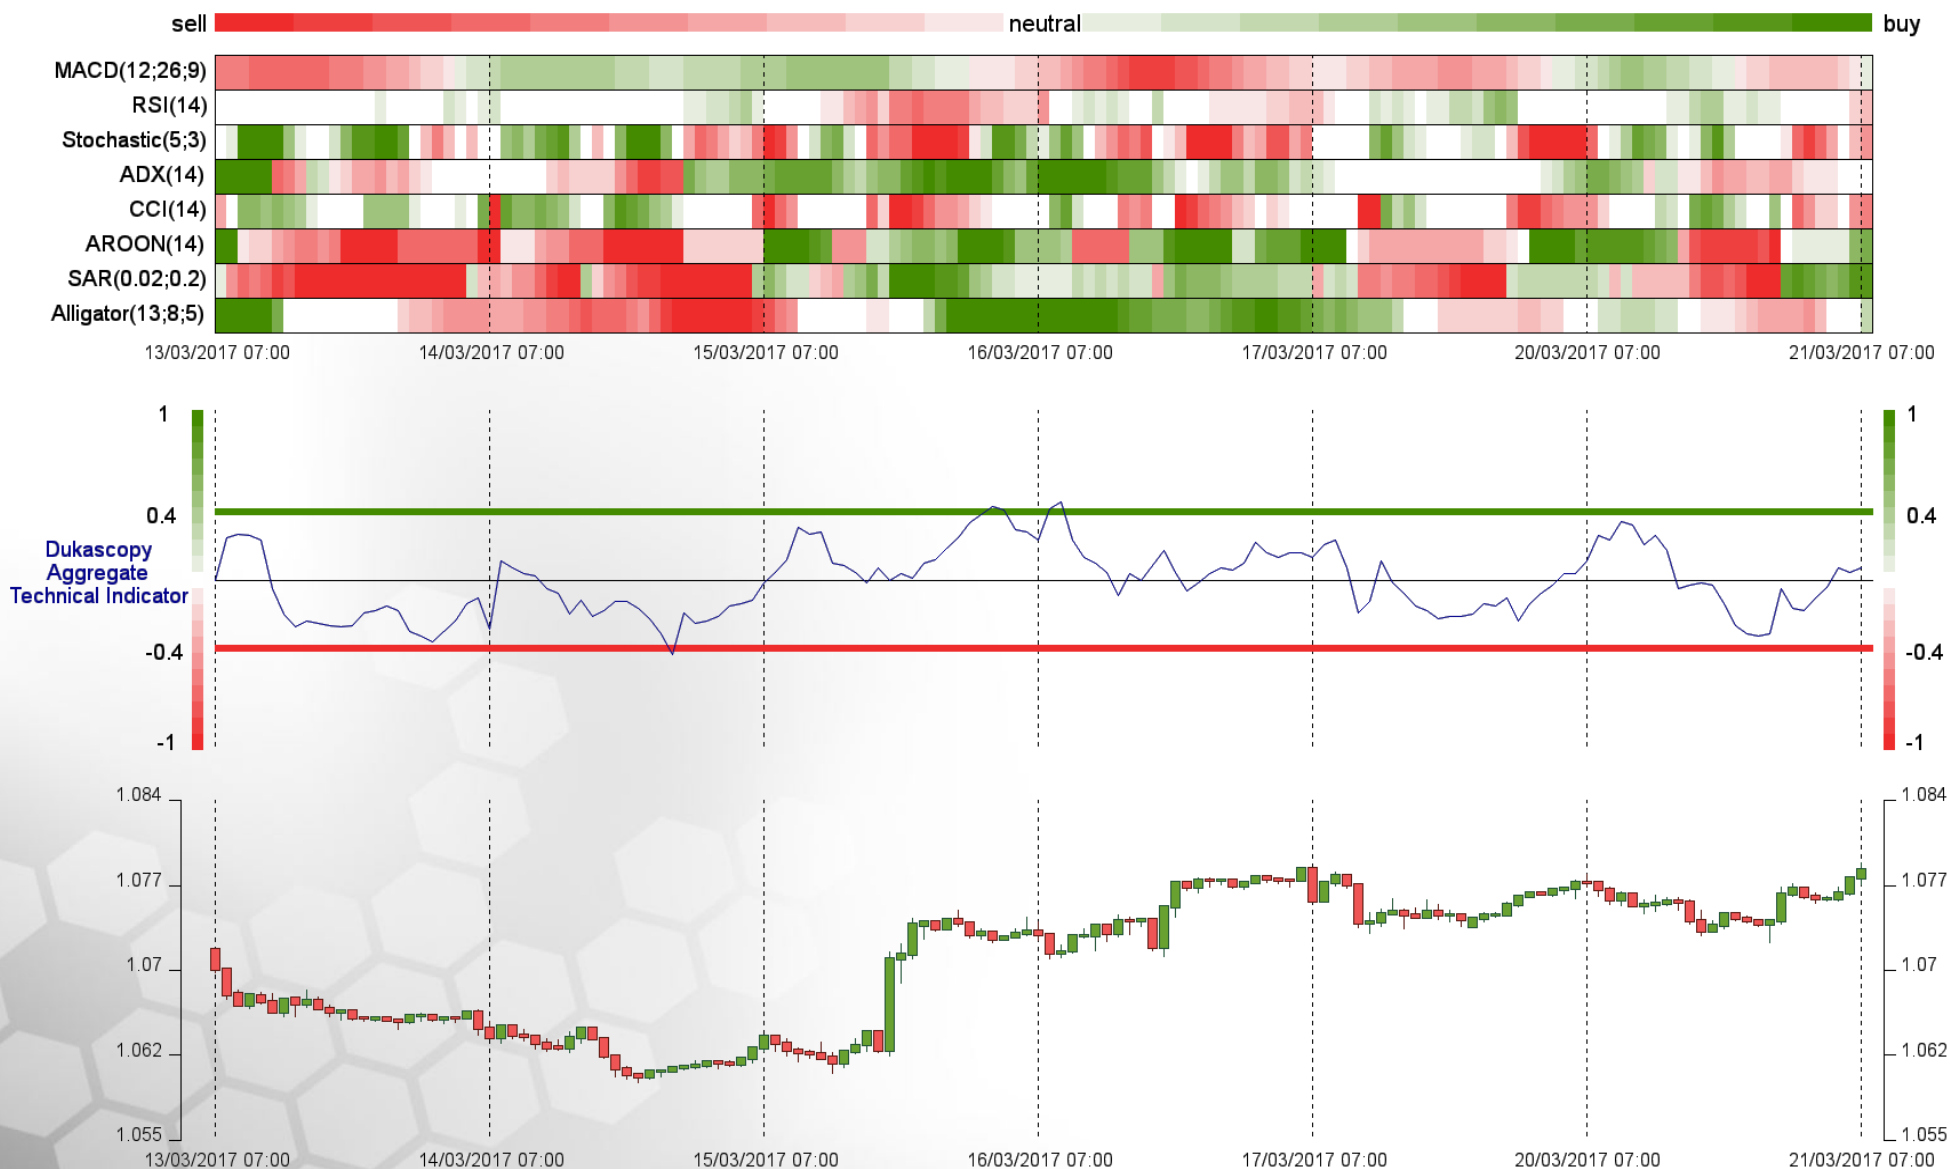 sell neutral buy
MACD(12;26;9)
RSI(14)
Stochastic(5;3)
ADX(14)
CCI(14)
AROON(14)
SAR(0.02;0.2)
Alligator(13;8;5)
13/03/2017 07:00 14/03/2017 07:00 15/03/2017 07:00 16/03/2017 07:00 17/03/2017 07:00 20/03/2017 07:00 21/03/2017 07:00
1 1
0.4 0.4
Dukascopy
Aggregate
Technical Indicator
-0.4 -0.4
-1 -1
1.084 1.084
1.077 1.077
1.07 1.07
1.062 1.062
1.055 1.055
13/03/2017 07:00 14/03/2017 07:00 15/03/2017 07:00 16/03/2017 07:00 17/03/2017 07:00 20/03/2017 07:00 21/03/2017 07:00